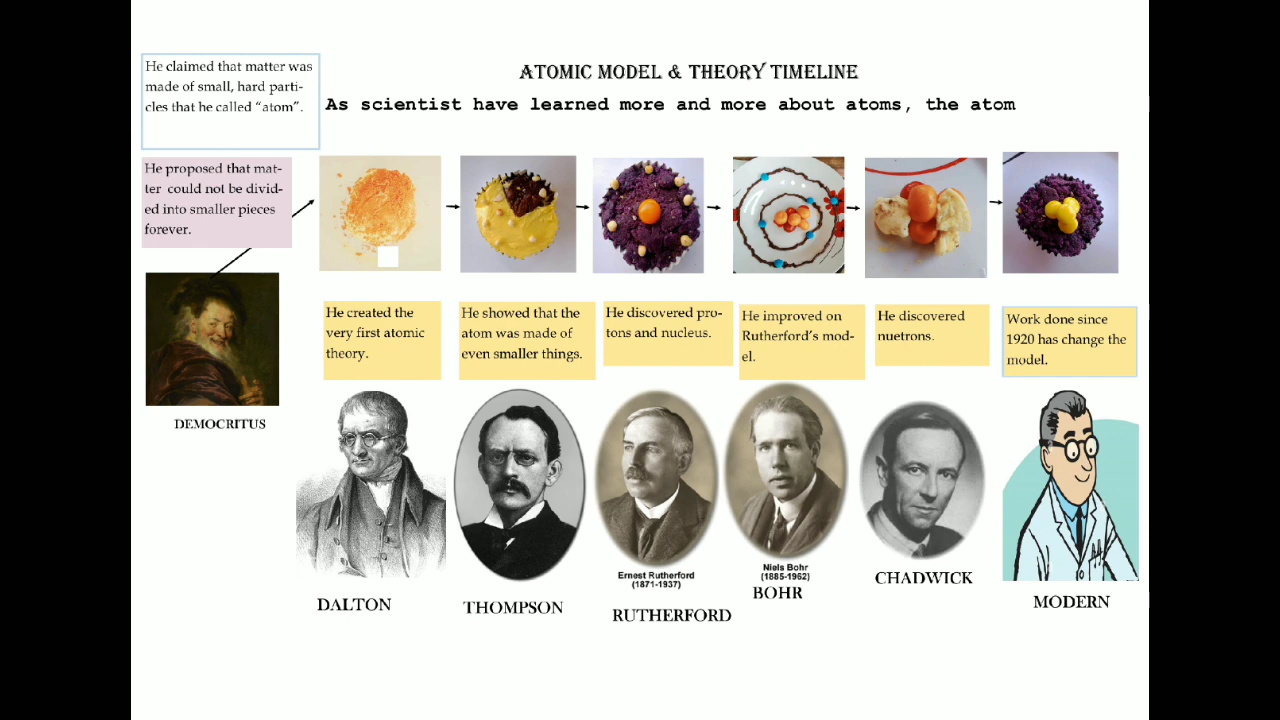 He claimed that matter was
made of small, hard parti-
cles that he called “atom”.
ATOMIC MODEL & THEORY TIMELINE
As scientist have learned more and more about atoms, the atom
He proposed that mat-
ter could not be divid-
ed into smaller pieces
forever.
DEMOCRITUS
He created the
very first atomic
theory.
He showed that the
atom was made of
even smaller things.
He discovered pro-
tons and nucleus.
He improved on
Rutherford’s mod-
el.
He discovered
nuetrons.
Work done since
1920 has change the
model.
DALTON
THOMPSON
Ernest Rutherford
(1871-1937)
RUTHERFORD
Niels Bohr
(1885-1962)
BOHR
CHADWICK
MODERN